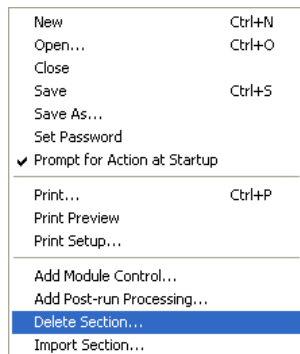 New Ctrl+N
Open... Ctrl+O
Close
Save Ctrl+S
Save As...
Set Password
Prompt for Action at Startup
Print... Ctrl+P
Print Preview
Print Setup...
Add Module Control...
Add Post-run Processing...
Delete Section...
Import Section...